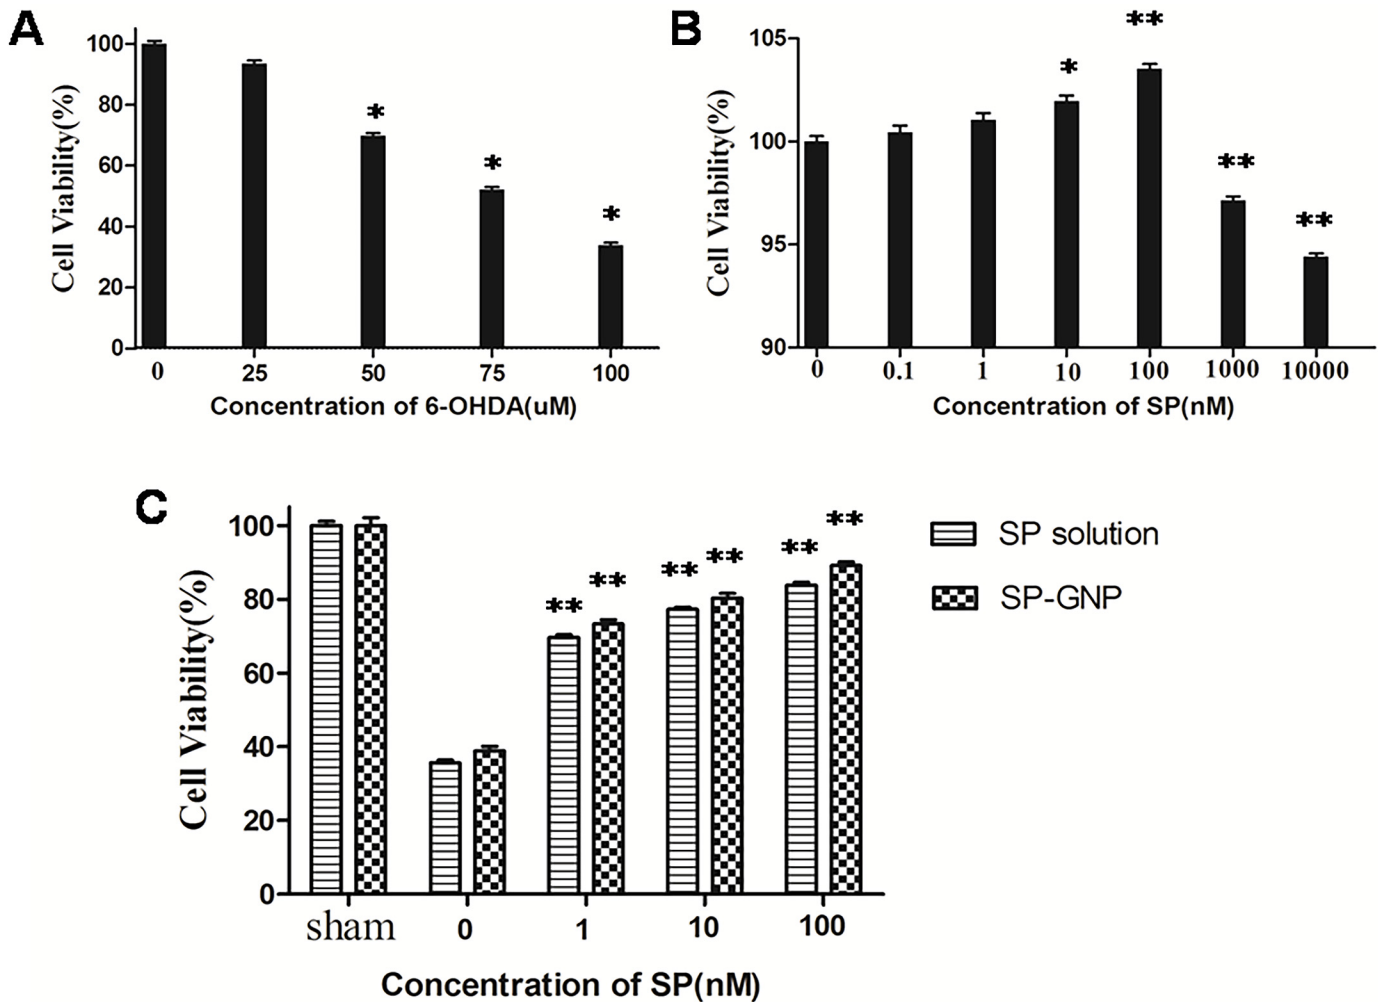 A
Cell Viability(%)
100
80
60
40
20
0
*
*
*
0 25 50 75 100
Concentration of 6-OHDA(uM)
B
Cell Viability(%)
105
100
95
90
*
**
**
**
0 0.1 1 10 100 1000 10000
Concentration of SP(nM)
C
Cell Viability(%)
100
80
60
40
20
0
** **
** **
** **
sham 0 1 10 100
Concentration of SP(nM)
SP solution
SP-GNP